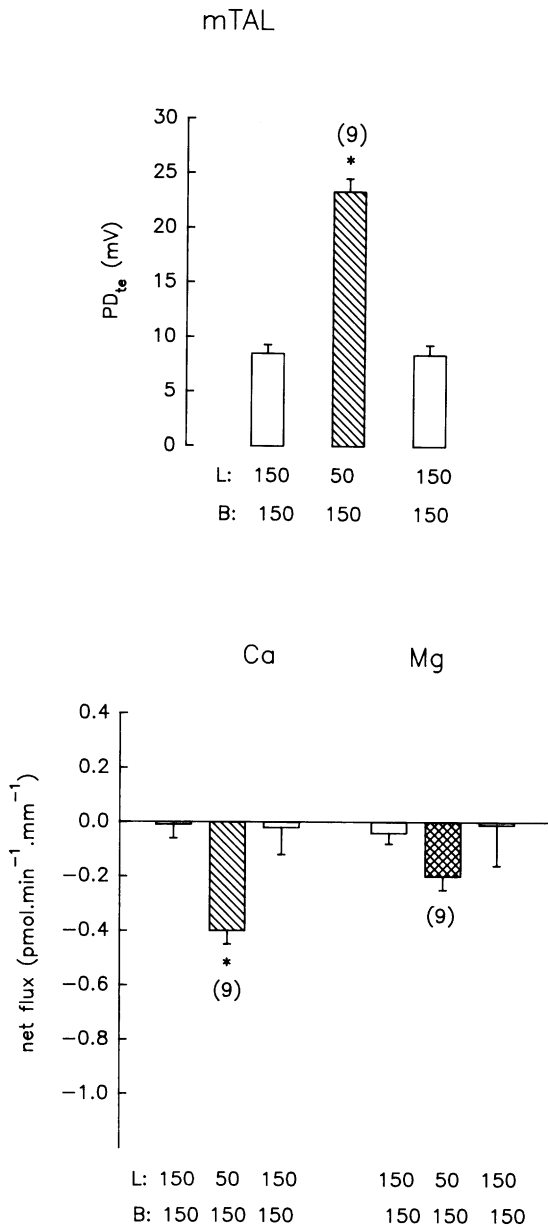 mTAL
30
25
20
15
10
5
0
PD_te (mV)
(9)
*
L: 150 50 150
B: 150 150 150
Ca Mg
0.4
0.2
0.0
−0.2
−0.4
−0.6
−0.8
−1.0
net flux (pmol.min⁻¹.mm⁻¹)
*
(9)
(9)
L: 150 50 150 150 50 150
B: 150 150 150 150 150 150